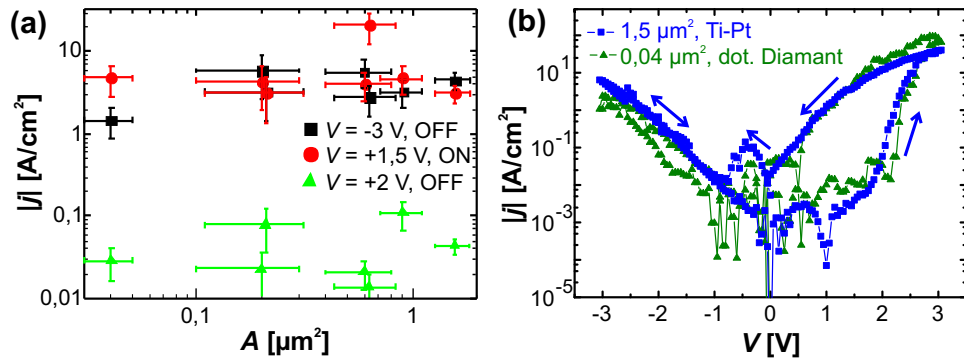 (a)
10
1
0,1
0,01
|j| [A/cm²]
V = -3 V, OFF
V = +1,5 V, ON
V = +2 V, OFF
0,1
1
A [µm²]
(b)
1,5 µm², Ti-Pt
0,04 µm², dot. Diamant
10¹
10⁻¹
10⁻³
10⁻⁵
|j| [A/cm²]
-3 -2 -1 0 1 2 3
V [V]